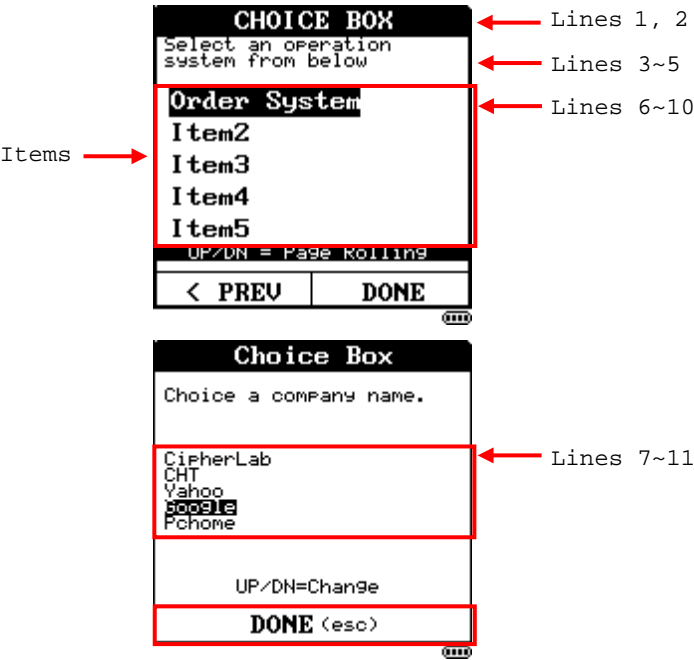 CHOICE BOX
Lines 1, 2
Select an operation
system from below
Lines 3~5
Order System
Lines 6~10
Item2
Items
Item3
Item4
Item5
UP/DN = Page Rolling
< PREV
DONE
Choice Box
Choice a company name.
CipherLab
Lines 7~11
CHT
Yahoo
Google
Pchome
UP/DN=Change
DONE (esc)